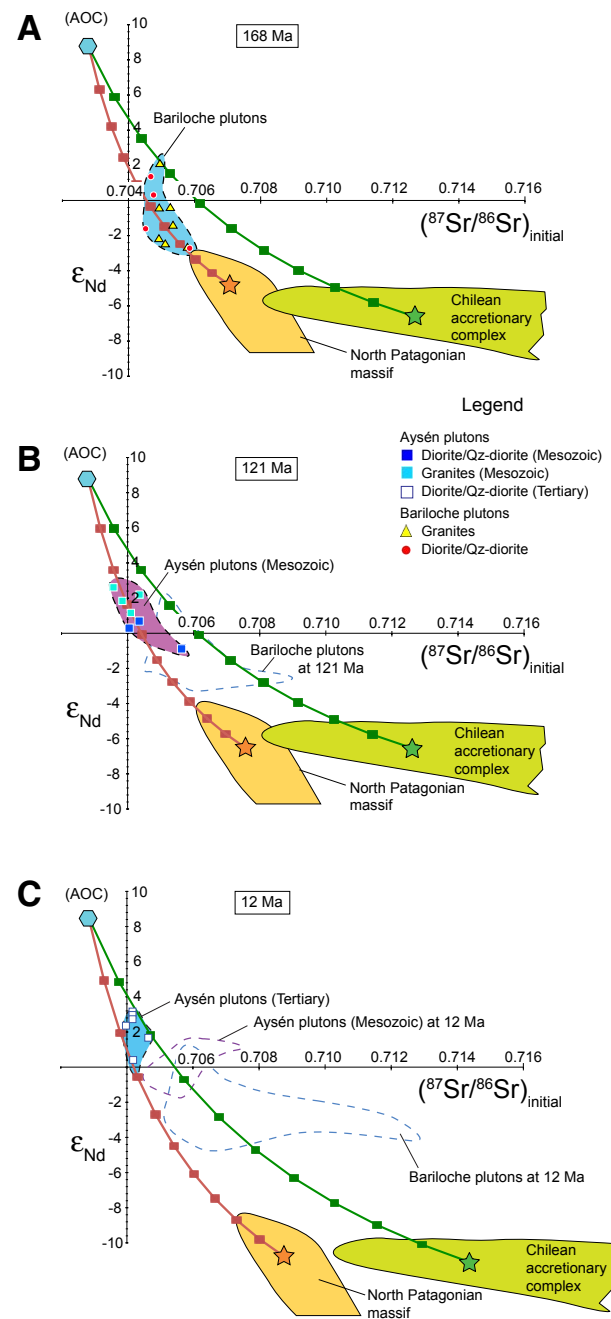 A
(AOC)
168 Ma
10
8
6
4
2
Bariloche plutons
0.704
0.706
0.708
0.710
0.712
0.714
0.716
0
(⁸⁷Sr/⁸⁶Sr)initial
-2
εNd
-4
-6
-8
-10
Chilean
accretionary
complex
North Patagonian
massif
Legend
Aysén plutons
Diorite/Qz-diorite (Mesozoic)
Granites (Mesozoic)
Diorite/Qz-diorite (Tertiary)
Bariloche plutons
Granites
Diorite/Qz-diorite
B
(AOC)
121 Ma
10
8
6
4
2
Aysén plutons (Mesozoic)
0.706
0.708
0.710
0.712
0.714
0.716
0
(⁸⁷Sr/⁸⁶Sr)initial
Bariloche plutons
at 121 Ma
-2
εNd
-4
-6
-8
-10
Chilean
accretionary
complex
North Patagonian
massif
C
(AOC)
12 Ma
10
8
6
4
2
Aysén plutons (Tertiary)
Aysén plutons (Mesozoic) at 12 Ma
0.706
0.708
0.710
0.712
0.714
0.716
(⁸⁷Sr/⁸⁶Sr)initial
-2
εNd
-4
Bariloche plutons at 12 Ma
-6
-8
-10
Chilean
accretionary
complex
North Patagonian
massif